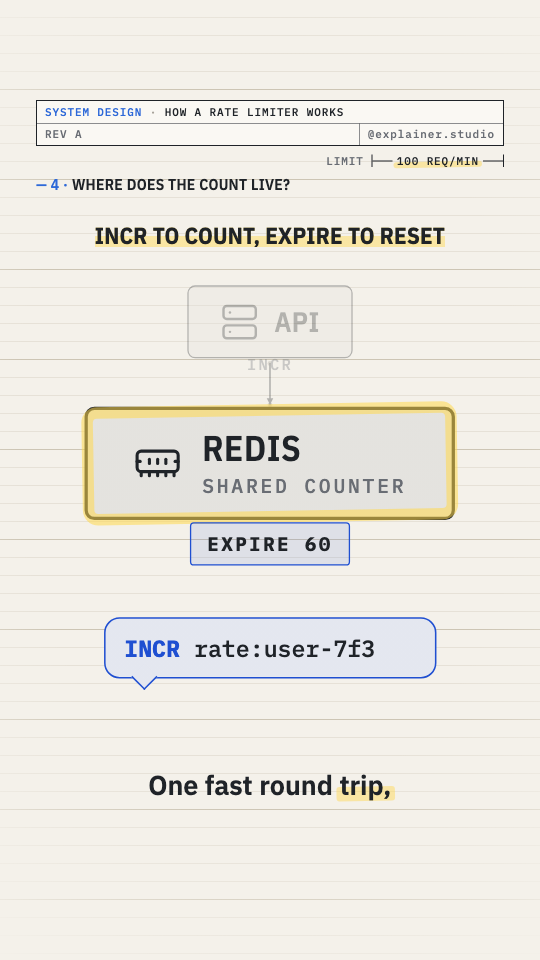 SYSTEM DESIGN · HOW A RATE LIMITER WORKS
REV A
@explainer.studio
LIMIT 100 REQ/MIN
— 4 · WHERE DOES THE COUNT LIVE?
INCR TO COUNT, EXPIRE TO RESET
API
INCR
REDIS
SHARED COUNTER
EXPIRE 60
INCR rate:user-7f3
One fast round trip,